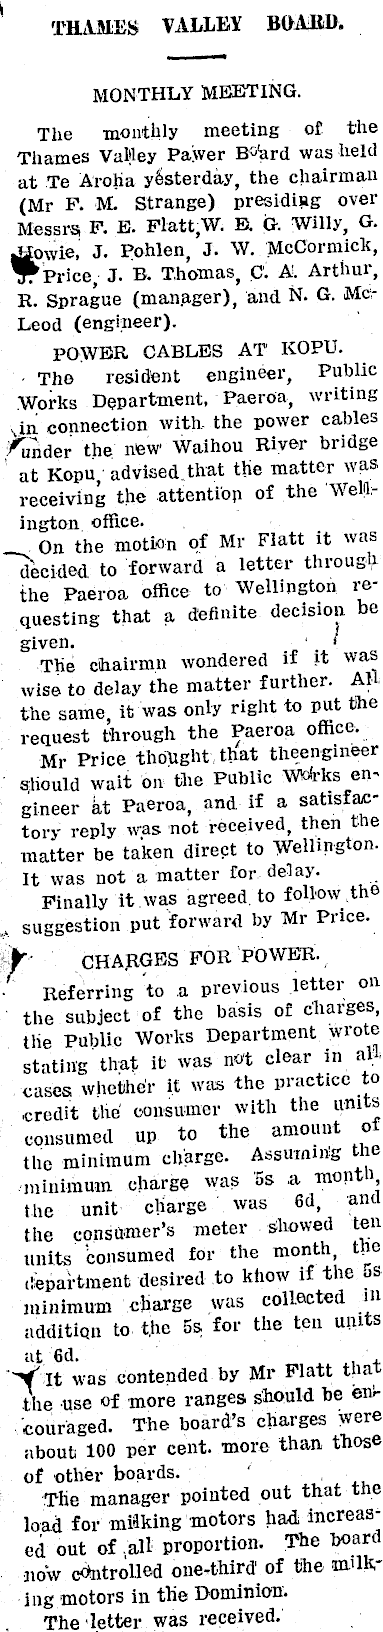 THAMES VALLEY BOARD.
MONTHLY MEETING.
The monthly meeting of the
Thames Valley Power Board was held
at Te Aroha yesterday, the chairman
(Mr F. M. Strange) presiding over
Messrs F. E. Flatt, W. E. G. Willy, G.
Howie, J. Pohlen, J. W. McCormick,
J. Price, J. B. Thomas, C. A. Arthur,
R. Sprague (manager), and N. G. Mc-
Leod (engineer).
POWER CABLES AT KOPU.
The resident engineer, Public
Works Department, Paeroa, writing
in connection with the power cables
under the new Waihou River bridge
at Kopu, advised that the matter was
receiving the attention of the Well-
ington office.
On the motion of Mr Flatt it was
decided to forward a letter through
the Paeroa office to Wellington re-
questing that a definite decision be
given.
The chairmn wondered if it was
wise to delay the matter further. All
the same, it was only right to put the
request through the Paeroa office.
Mr Price thought that theengineer
should wait on the Public Works en-
gineer at Paeroa, and if a satisfac-
tory reply was not received, then the
matter be taken direct to Wellington.
It was not a matter for delay.
Finally it was agreed to follow the
suggestion put forward by Mr Price.
CHARGES FOR POWER.
Referring to a previous letter on
the subject of the basis of charges,
the Public Works Department wrote
stating that it was not clear in all
cases whether it was the practice to
credit the consumer with the units
consumed up to the amount of
the minimum charge. Assuming the
minimum charge was 5s a month,
the unit charge was 6d, and
the consumer's meter showed ten
units consumed for the month, the
department desired to know if the 5s
minimum charge was collected in
addition to the 5s for the ten units
at 6d.
It was contended by Mr Flatt that
the use of more ranges should be en-
couraged. The board's charges were
about 100 per cent. more than those
of other boards.
The manager pointed out that the
load for milking motors had increas-
ed out of all proportion. The board
now controlled one-third of the milk-
ing motors in the Dominion.
The letter was received.